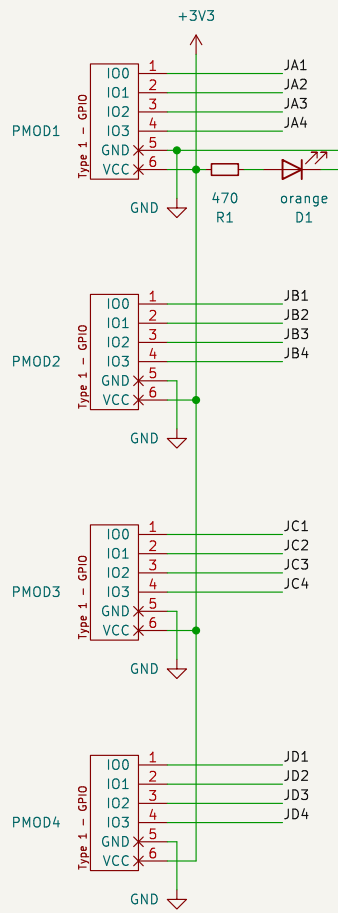 +3V3
PMOD1
Type 1 - GPIO
IO0 1 JA1
IO1 2 JA2
IO2 3 JA3
IO3 4 JA4
GND 5
VCC 6
GND
470
R1
orange
D1
PMOD2
Type 1 - GPIO
IO0 1 JB1
IO1 2 JB2
IO2 3 JB3
IO3 4 JB4
GND 5
VCC 6
GND
PMOD3
Type 1 - GPIO
IO0 1 JC1
IO1 2 JC2
IO2 3 JC3
IO3 4 JC4
GND 5
VCC 6
GND
PMOD4
Type 1 - GPIO
IO0 1 JD1
IO1 2 JD2
IO2 3 JD3
IO3 4 JD4
GND 5
VCC 6
GND